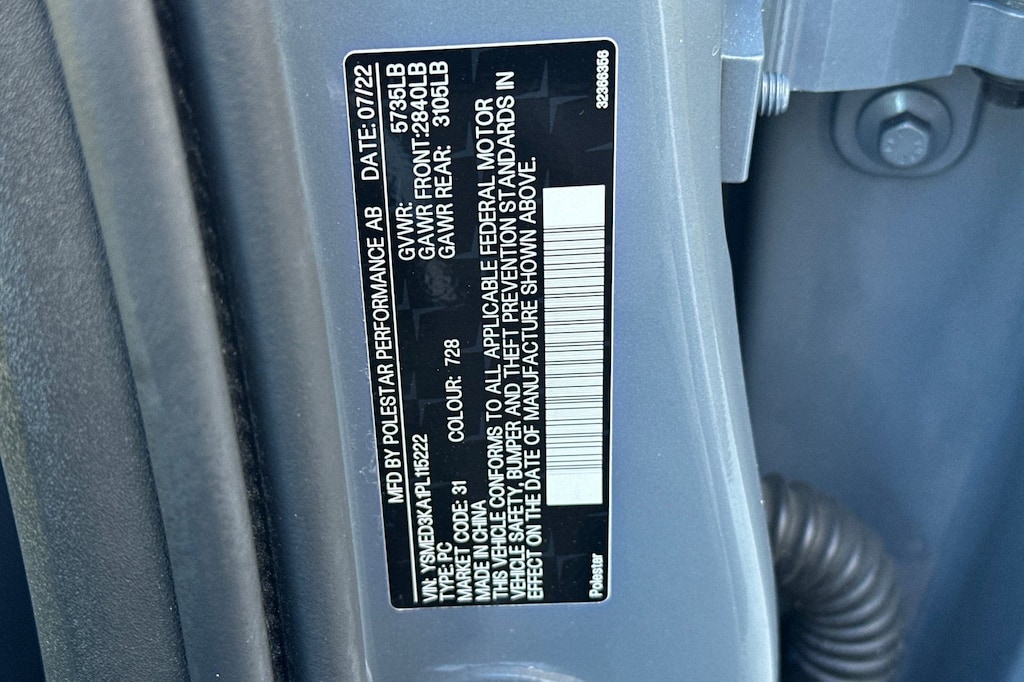 MFD BY POLESTAR PERFORMANCE AB DATE: 07/22
GVWR: 5735LB
GAWR FRONT:2840LB
GAWR REAR: 3105LB
VIN: YSMED3KA1PL115222
TYPE: PC
MARKET CODE: 31 COLOUR: 728
MADE IN CHINA
THIS VEHICLE CONFORMS TO ALL APPLICABLE FEDERAL MOTOR
VEHICLE SAFETY, BUMPER AND THEFT PREVENTION STANDARDS IN
EFFECT ON THE DATE OF MANUFACTURE SHOWN ABOVE.
Polestar 32366356